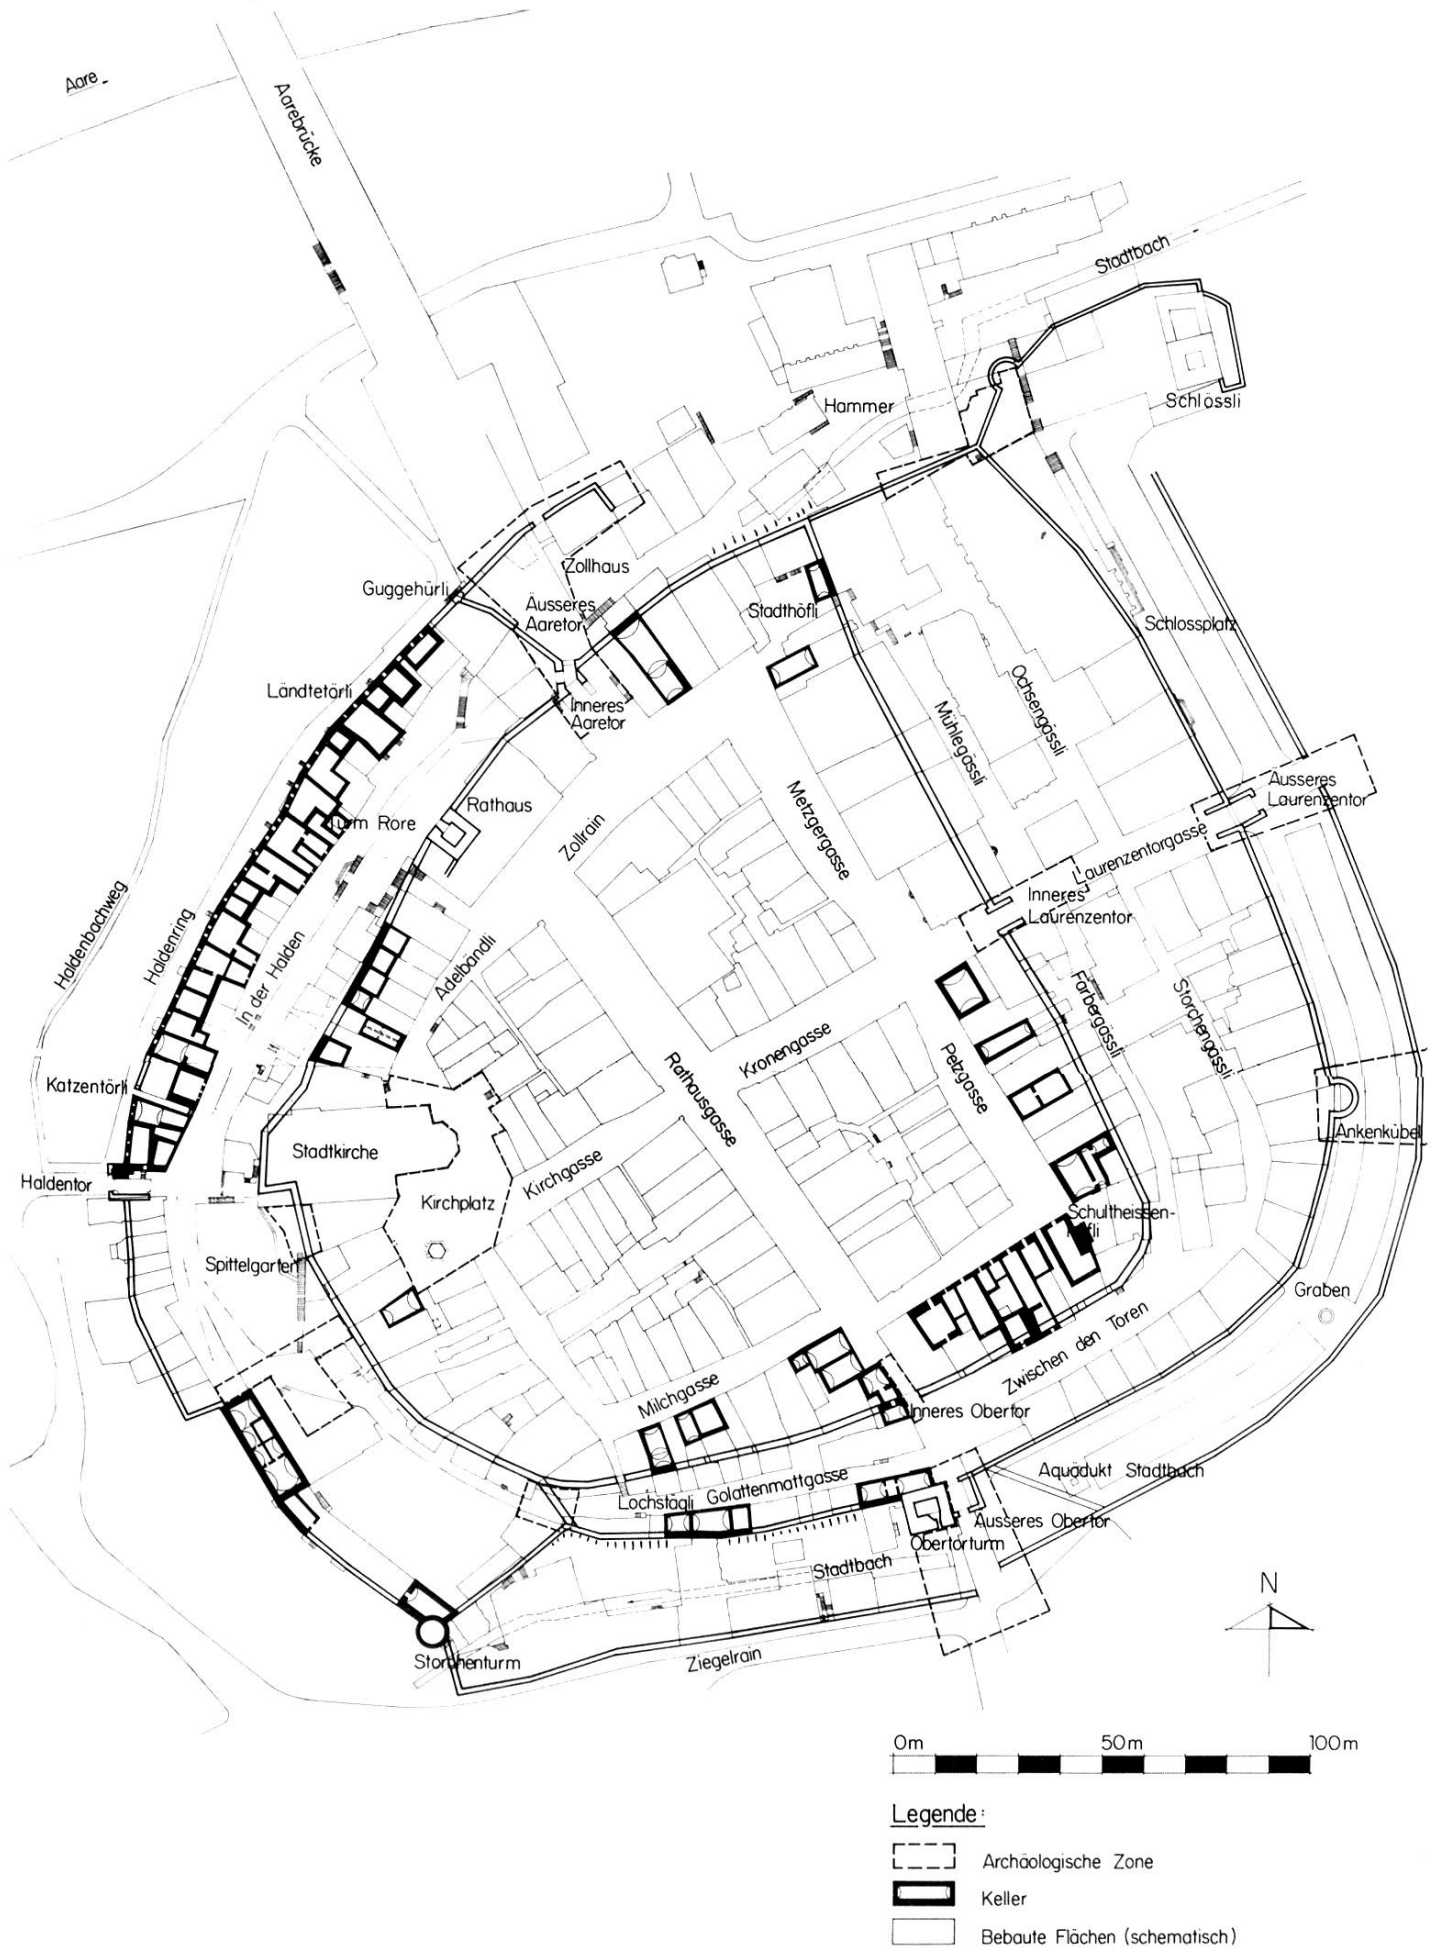 Aare
Aarebrücke
Stadtbach
Schlössli
Hammer
Guggehürli
Zollhaus
Äusseres
Aaretor
Stadthöfli
Schlossplatz
Ländtetörli
Inneres
Aaretor
Ochsengässli
Mühlegässli
Rathaus
Turm Rore
Zollrain
Metzgergasse
Äusseres
Laurenzentor
Laurenzentorgasse
Inneres
Laurenzentor
Haldenbachweg
Haldenring
In der Halden
Adelbändli
Färbergässli
Storchengässli
Katzentörli
Kronengasse
Rathausgasse
Pelzgasse
Ankenkübel
Stadtkirche
Haldentor
Kirchplatz
Kirchgasse
Schultheissen-
Spittelgarten
Graben
Zwischen den Toren
Milchgasse
Inneres Obertor
Aquädukt Stadtbach
Lochstägli
Golattenmattgasse
Äusseres Obertor
Obertorturm
Stadtbach
Storchenturm
Ziegelrain
N
0m 50m 100m
Legende:
Archäologische Zone
Keller
Bebaute Flächen (schematisch)